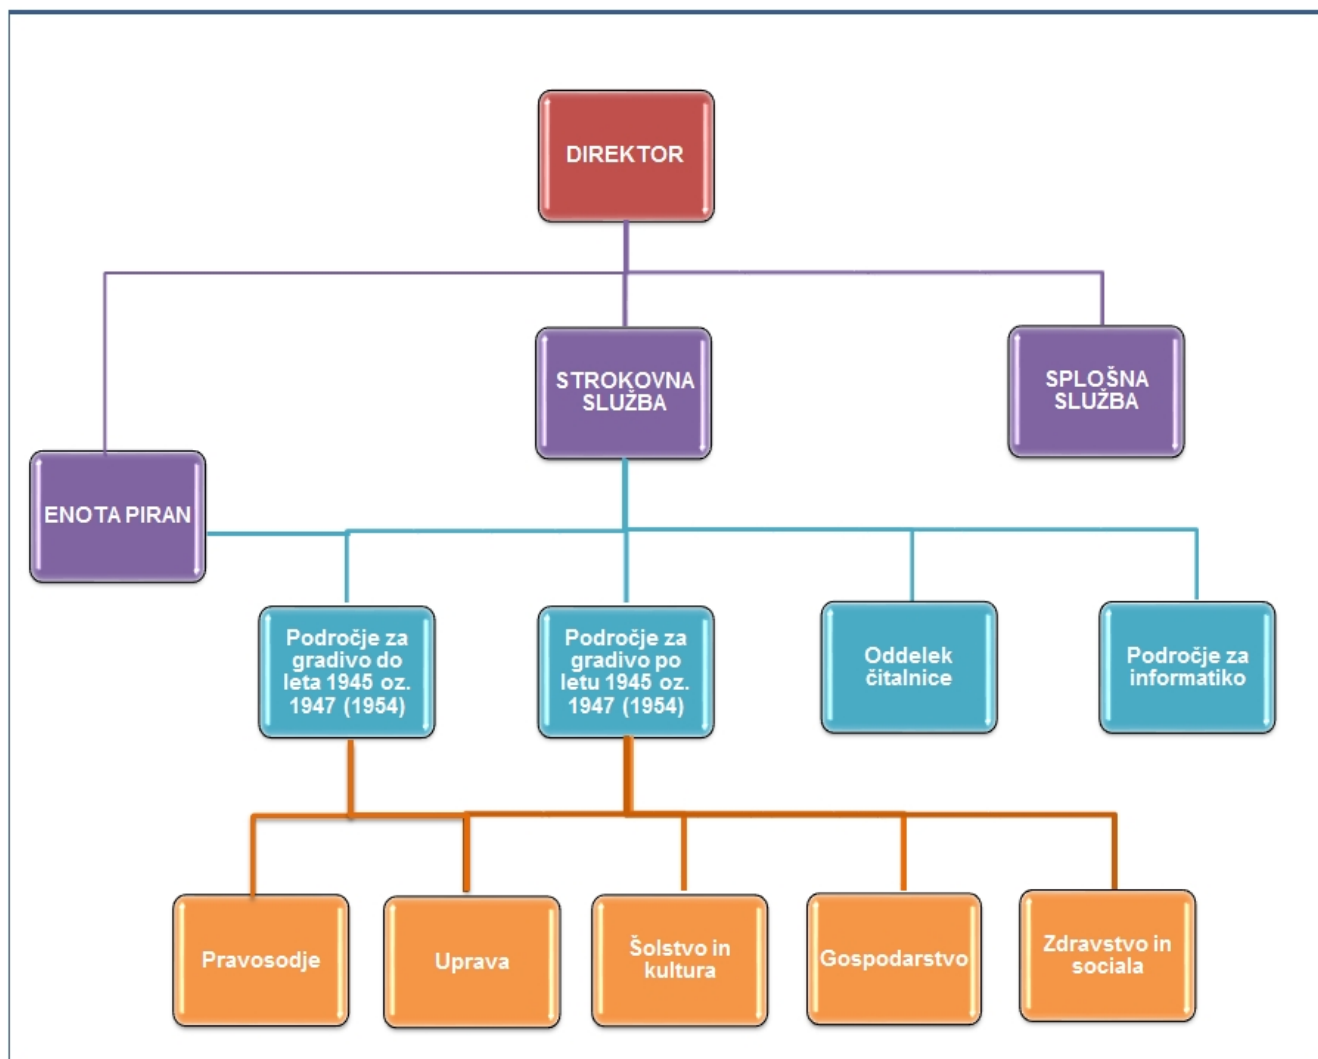 DIREKTOR
STROKOVNA
SLUŽBA
SPLOŠNA
SLUŽBA
ENOTA PIRAN
Področje za
gradivo do
leta 1945 oz.
1947 (1954)
Področje za
gradivo po
letu 1945 oz.
1947 (1954)
Oddelek
čitalnice
Področje za
informatiko
Pravosodje
Uprava
Šolstvo in
kultura
Gospodarstvo
Zdravstvo in
sociala